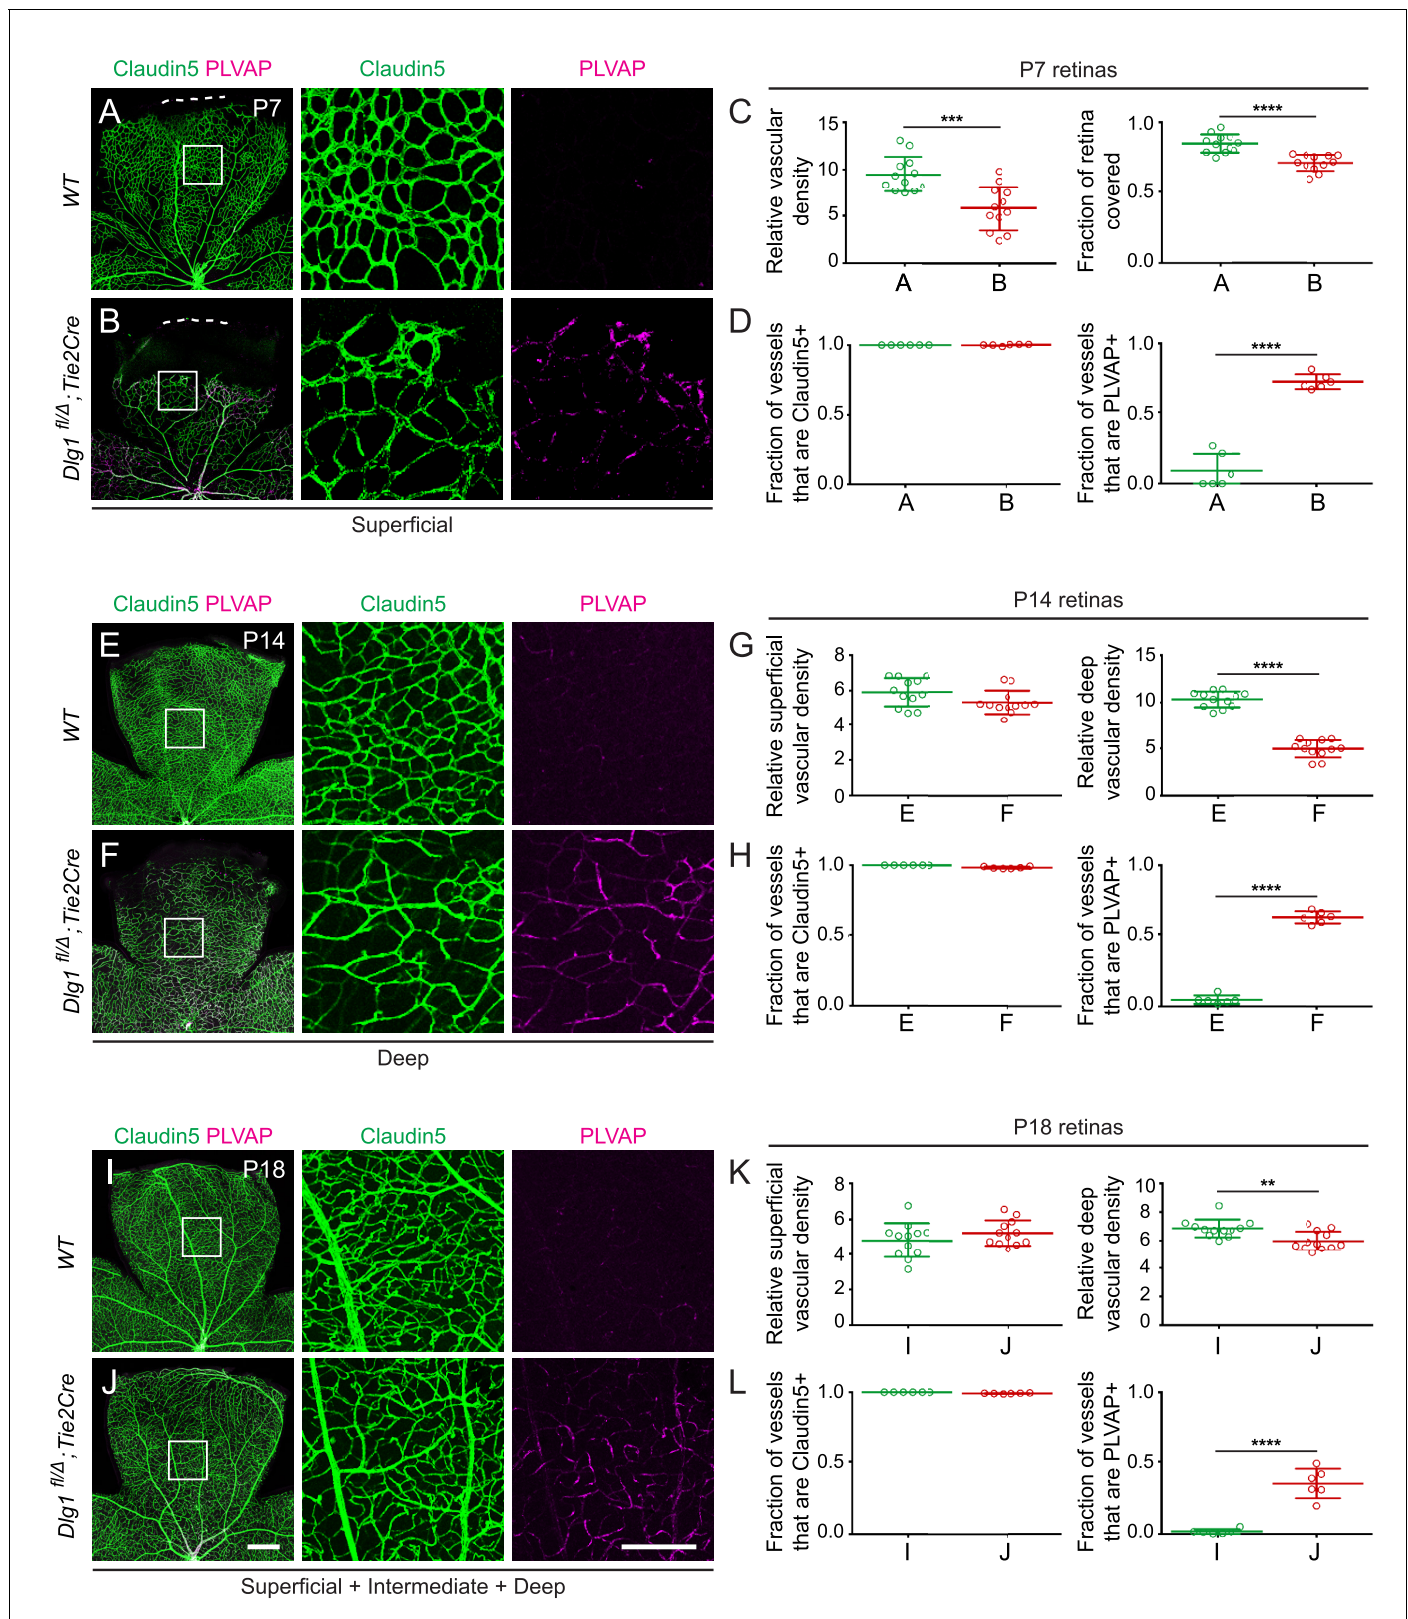 Claudin5 PLVAP Claudin5 PLVAP
A P7
WT
B
Dlg1 fl/Δ; Tie2Cre
Superficial
P7 retinas
C
Relative vascular
density
15
10
5
0
***
A B
Fraction of retina
covered
1.0
0.5
0.0
****
A B
D
Fraction of vessels
that are Claudin5+
1.0
0.5
0.0
A B
Fraction of vessels
that are PLVAP+
1.0
0.5
0.0
****
A B
Claudin5 PLVAP Claudin5 PLVAP
E P14
WT
F
Dlg1 fl/Δ; Tie2Cre
Deep
P14 retinas
G
Relative superficial
vascular density
8
6
4
2
0
E F
Relative deep
vascular density
15
10
5
0
****
E F
H
Fraction of vessels
that are Claudin5+
1.0
0.5
0.0
E F
Fraction of vessels
that are PLVAP+
1.0
0.5
0.0
****
E F
Claudin5 PLVAP Claudin5 PLVAP
I P18
WT
J
Dlg1 fl/Δ; Tie2Cre
Superficial + Intermediate + Deep
P18 retinas
K
Relative superficial
vascular density
8
6
4
2
0
I J
Relative deep
vascular density
10
8
6
4
2
0
**
I J
L
Fraction of vessels
that are Claudin5+
1.0
0.5
0.0
I J
Fraction of vessels
that are PLVAP+
1.0
0.5
0.0
****
I J